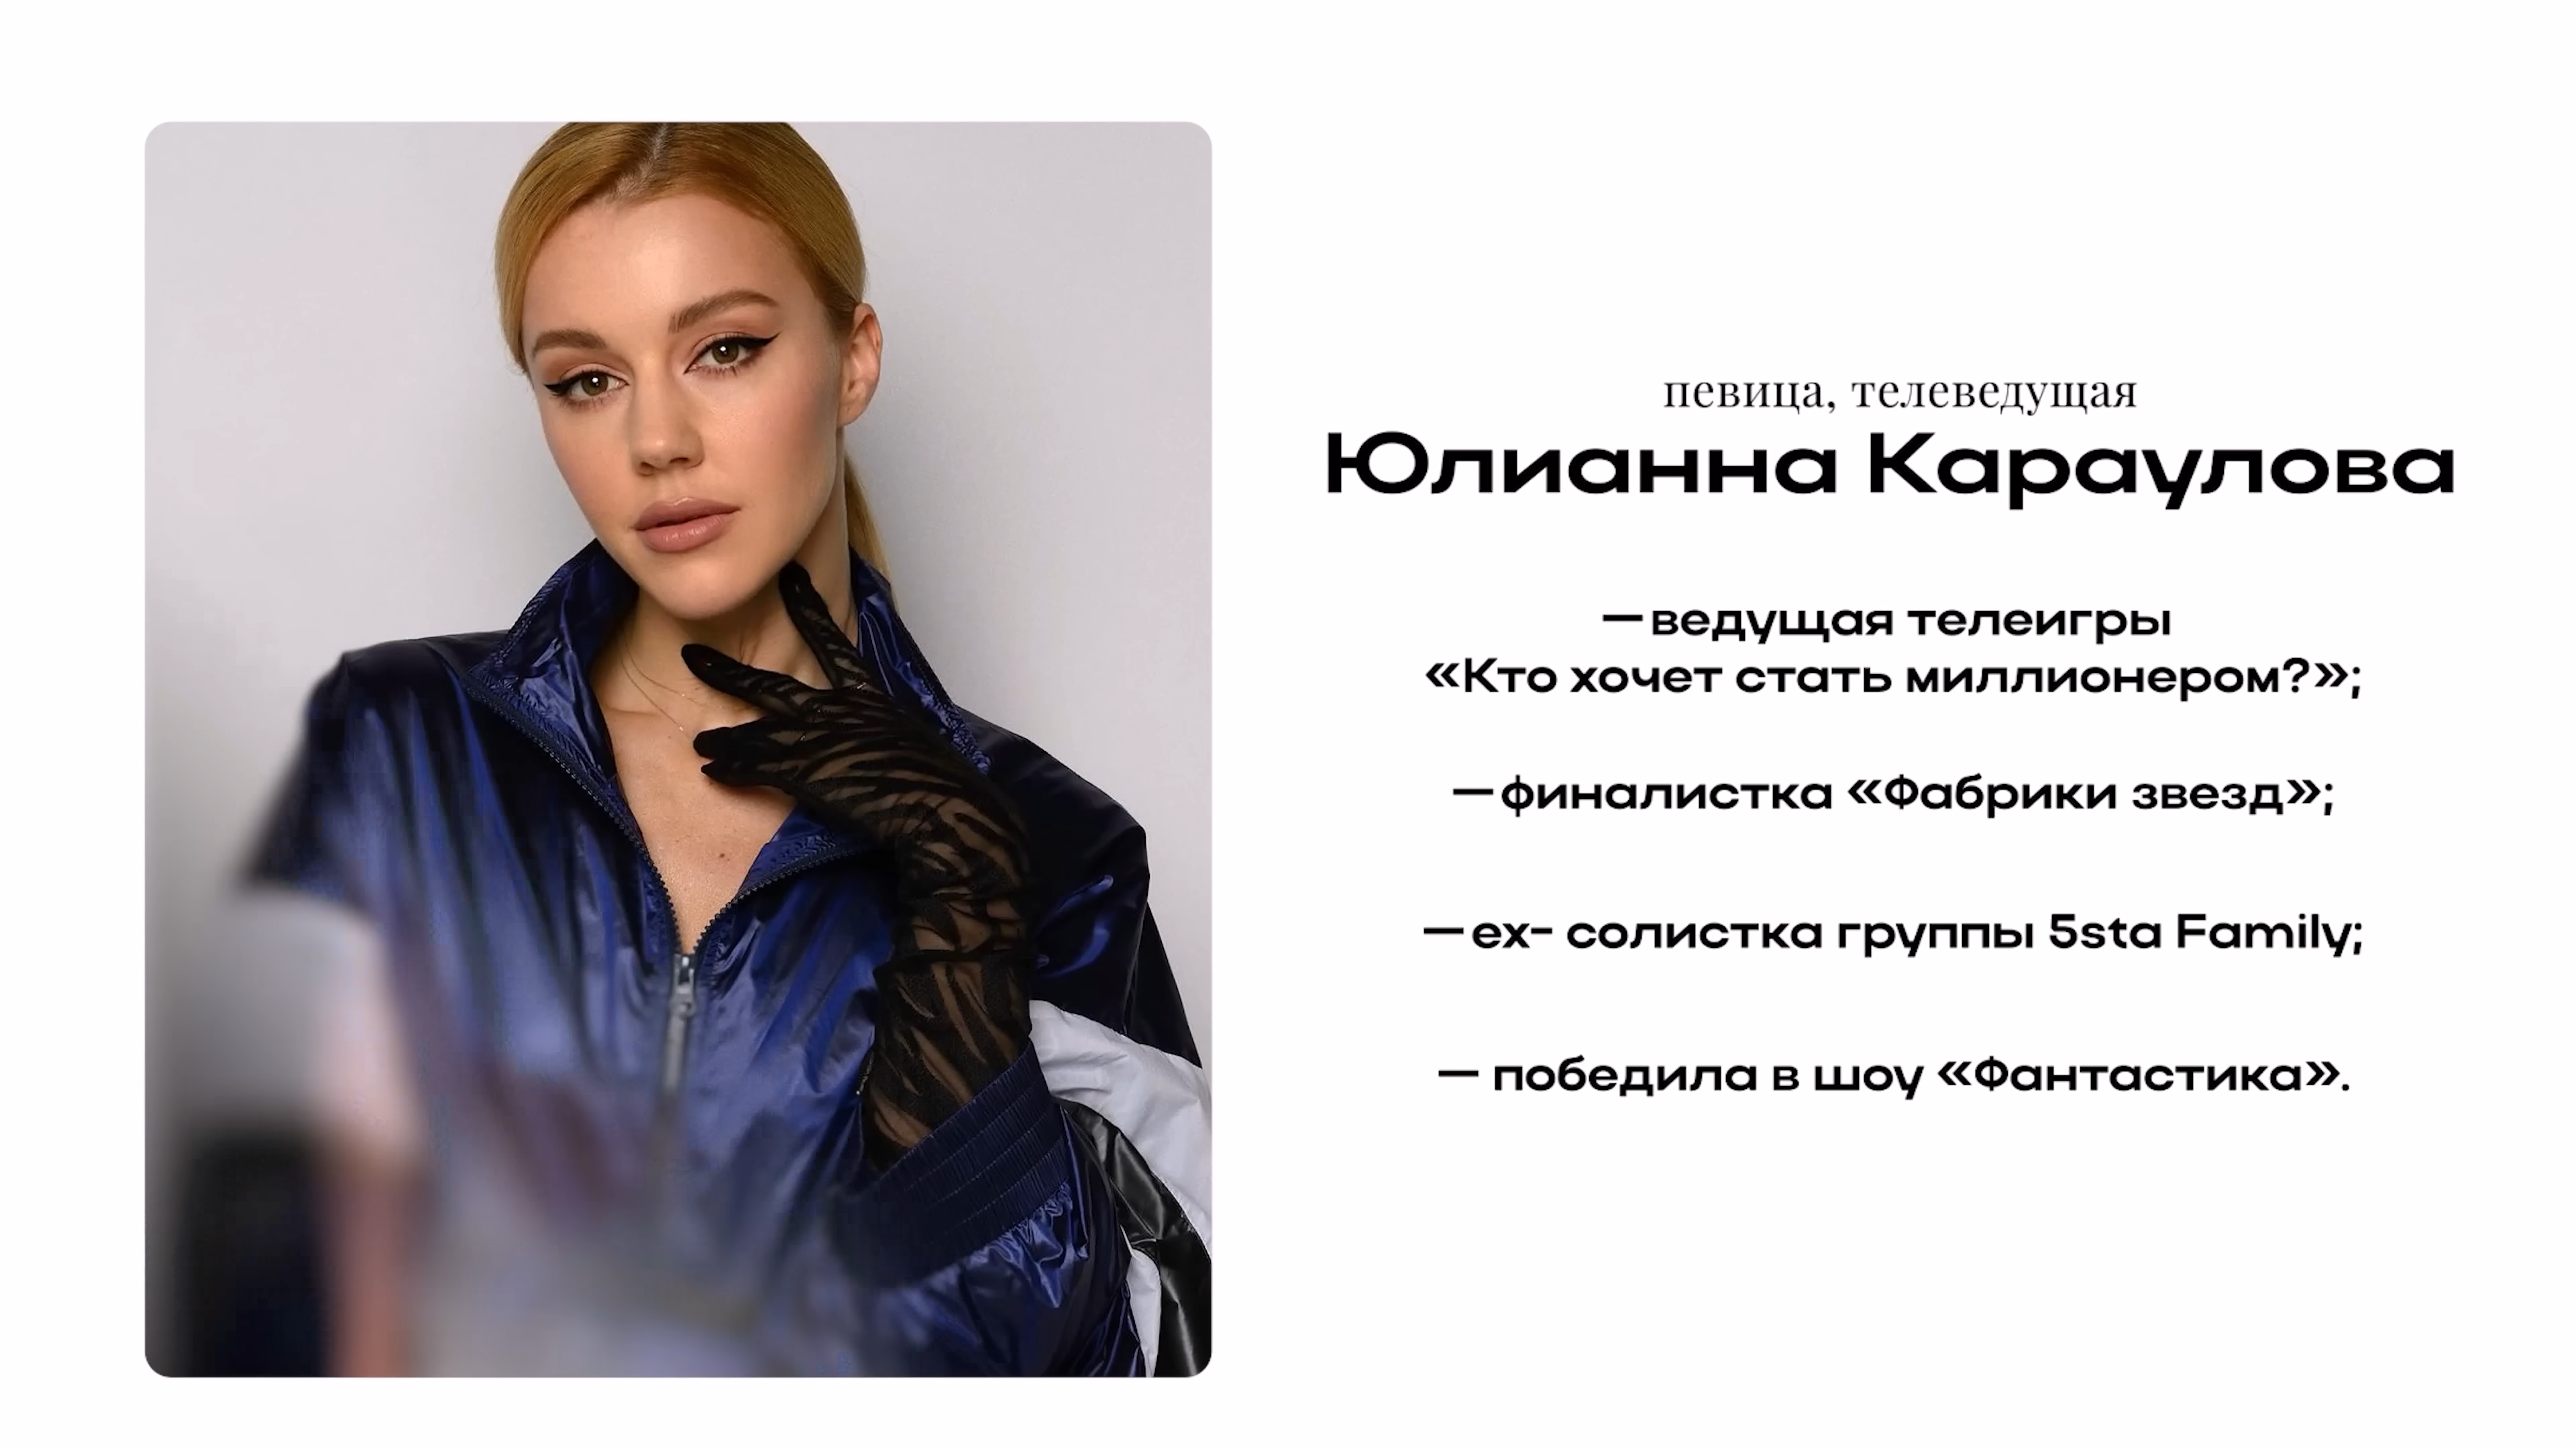 певица, телеведущая
Юлианна Караулова
—ведущая телеигры
«Кто хочет стать миллионером?»;
—финалистка «Фабрики звезд»;
—ex- солистка группы 5sta Family;
— победила в шоу «Фантастика».